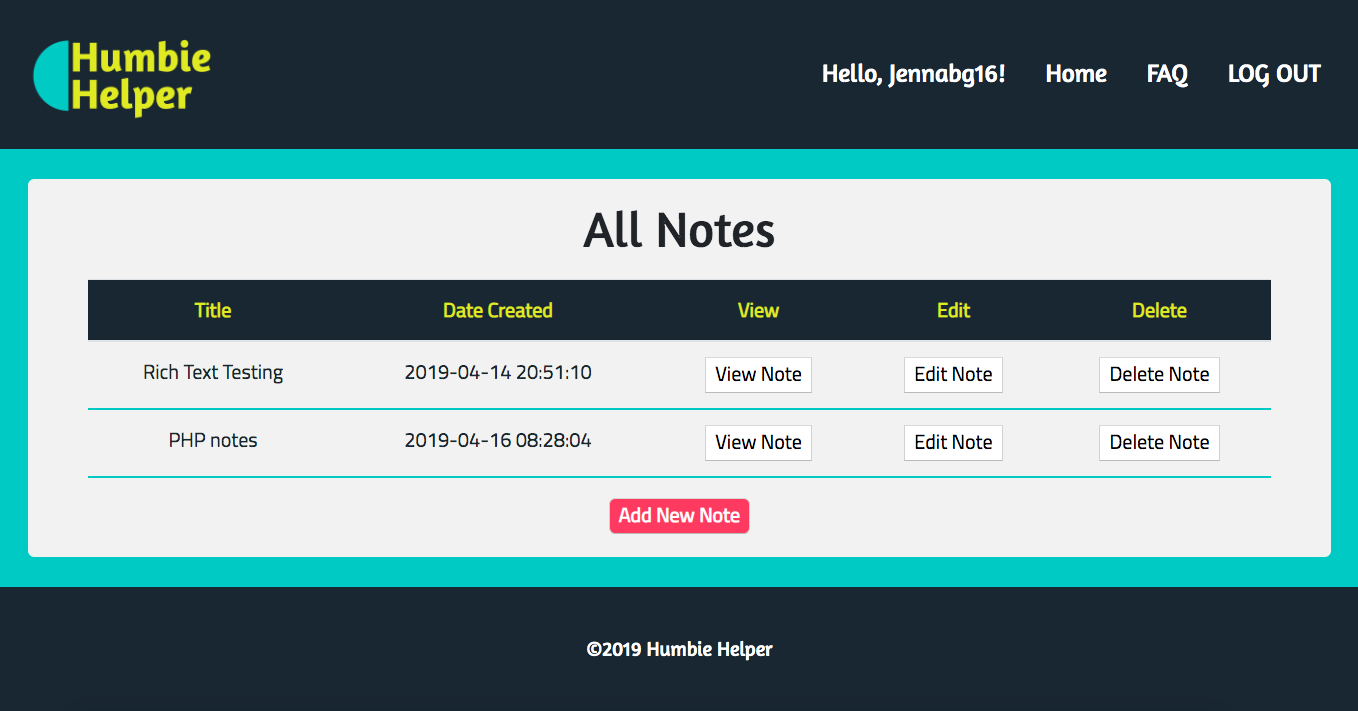 Humbie
Helper
Hello, Jennabg16! Home FAQ LOG OUT
All Notes
Title Date Created View Edit Delete
Rich Text Testing 2019-04-14 20:51:10 View Note Edit Note Delete Note
PHP notes 2019-04-16 08:28:04 View Note Edit Note Delete Note
Add New Note
©2019 Humbie Helper